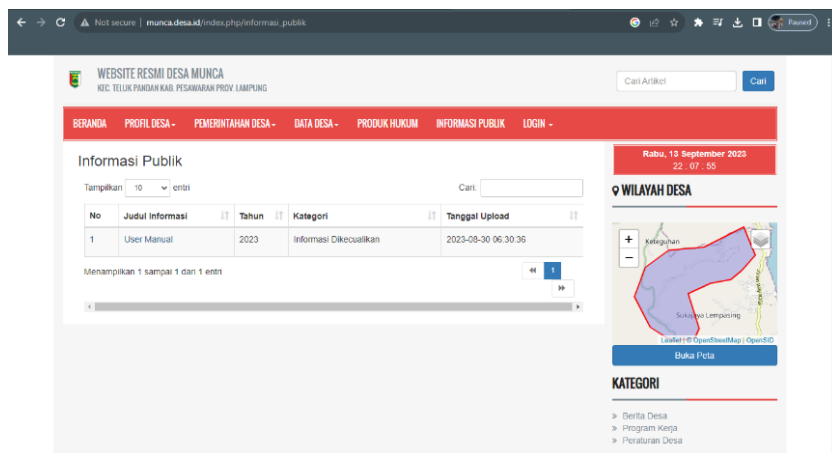 Not secure | munca.desa.id/index.php/informasi_publik
Paused
WEBSITE RESMI DESA MUNCA
KEC. TELUK PANDAN KAB. PESAWARAN PROV. LAMPUNG
Cari Artikel
Cari
BERANDA PROFIL DESA PEMERINTAHAN DESA DATA DESA PRODUK HUKUM INFORMASI PUBLIK LOGIN
Informasi Publik
Tampilkan 10 entri
Cari:
No Judul Informasi Tahun Kategori Tanggal Upload
1 User Manual 2023 Informasi Dikecualikan 2023-08-30 06:30:36
Menampilkan 1 sampai 1 dari 1 entri
1
Rabu, 13 September 2023
22 : 07 : 55
WILAYAH DESA
+
−
Keteguhan
Sukajaya Lempasing
Leaflet | © OpenStreetMap | OpenSID
Buka Peta
KATEGORI
» Berita Desa
» Program Kerja
» Peraturan Desa